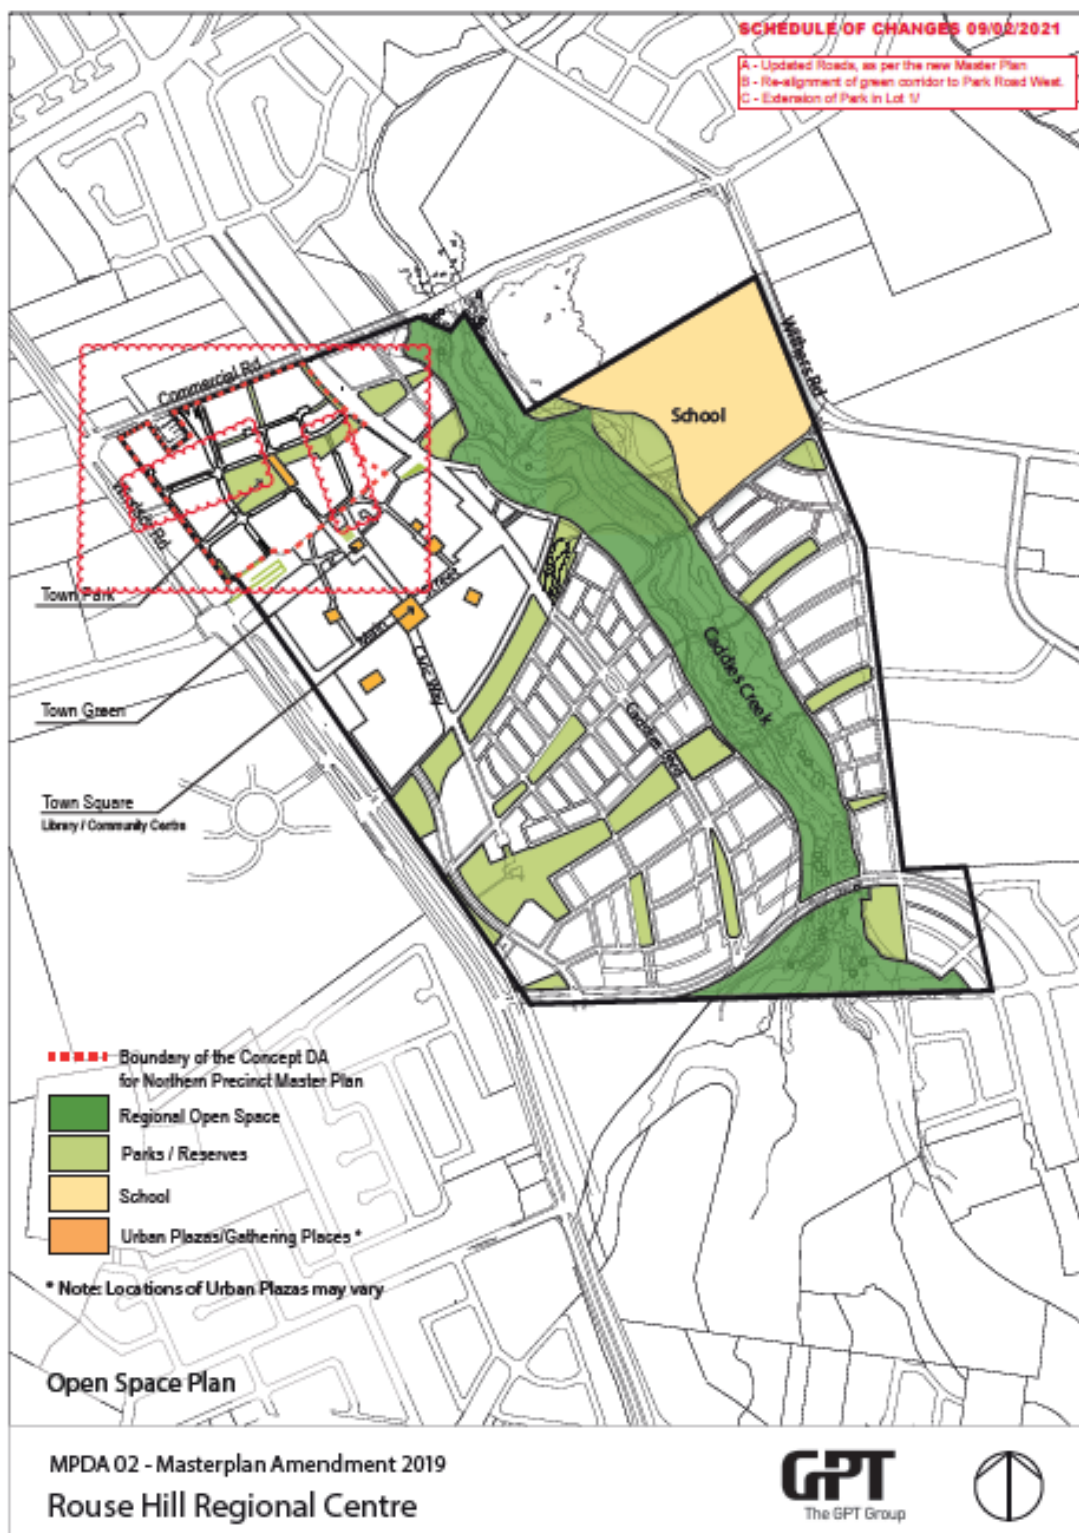 SCHEDULE OF CHANGES 09/02/2021
A - Updated Roads, as per the new Master Plan
B - Re-alignment of green corridor to Park Road West.
C - Extension of Park in Lot 1/
Commercial Rd
Withers Rd
School
Rd
Town Park
Main Street
Civic Way
Town Green
Caddies Creek
Caddies
Town Square
Library / Community Centre
Boundary of the Concept DA
for Northern Precinct Master Plan
Regional Open Space
Parks / Reserves
School
Urban Plazas/Gathering Places *
* Note: Locations of Urban Plazas may vary
Open Space Plan
MPDA 02 - Masterplan Amendment 2019
Rouse Hill Regional Centre
GPT
The GPT Group